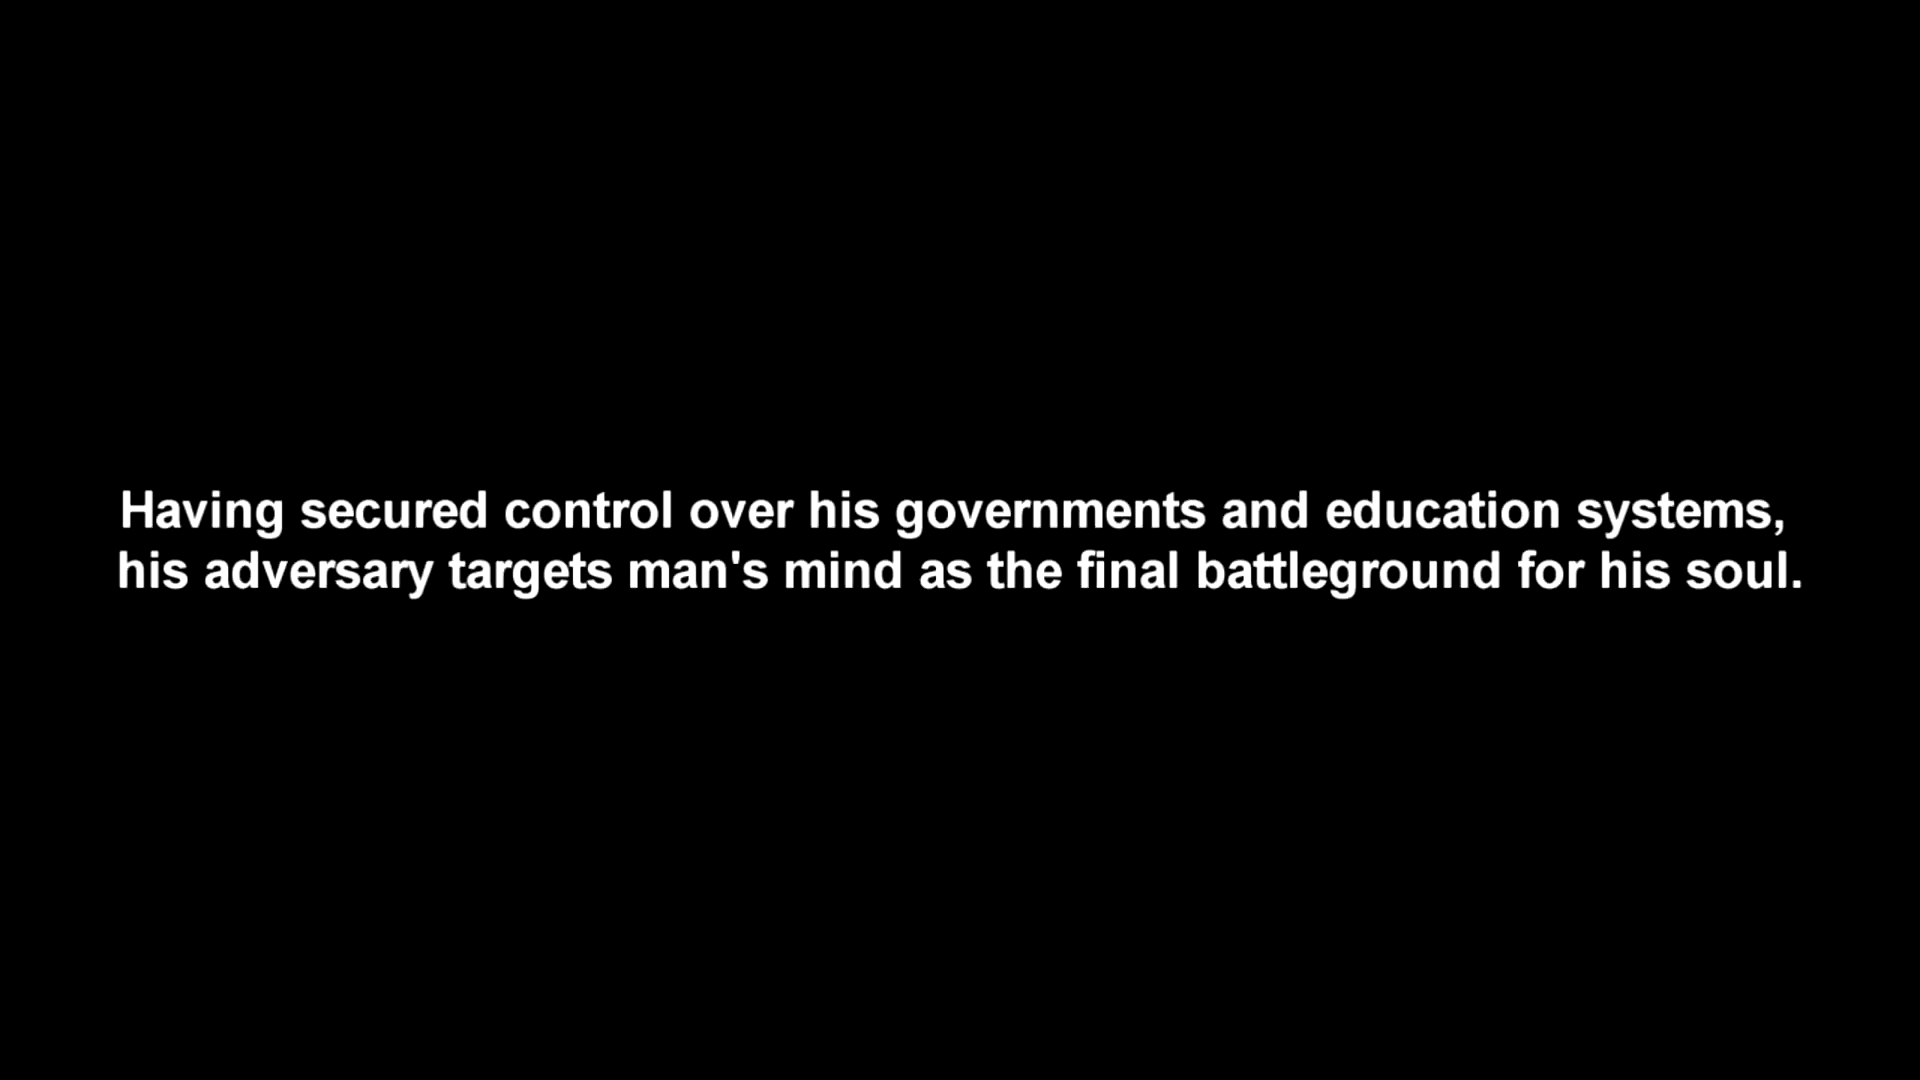 Having secured control over his governments and education systems,
his adversary targets man's mind as the final battleground for his soul.